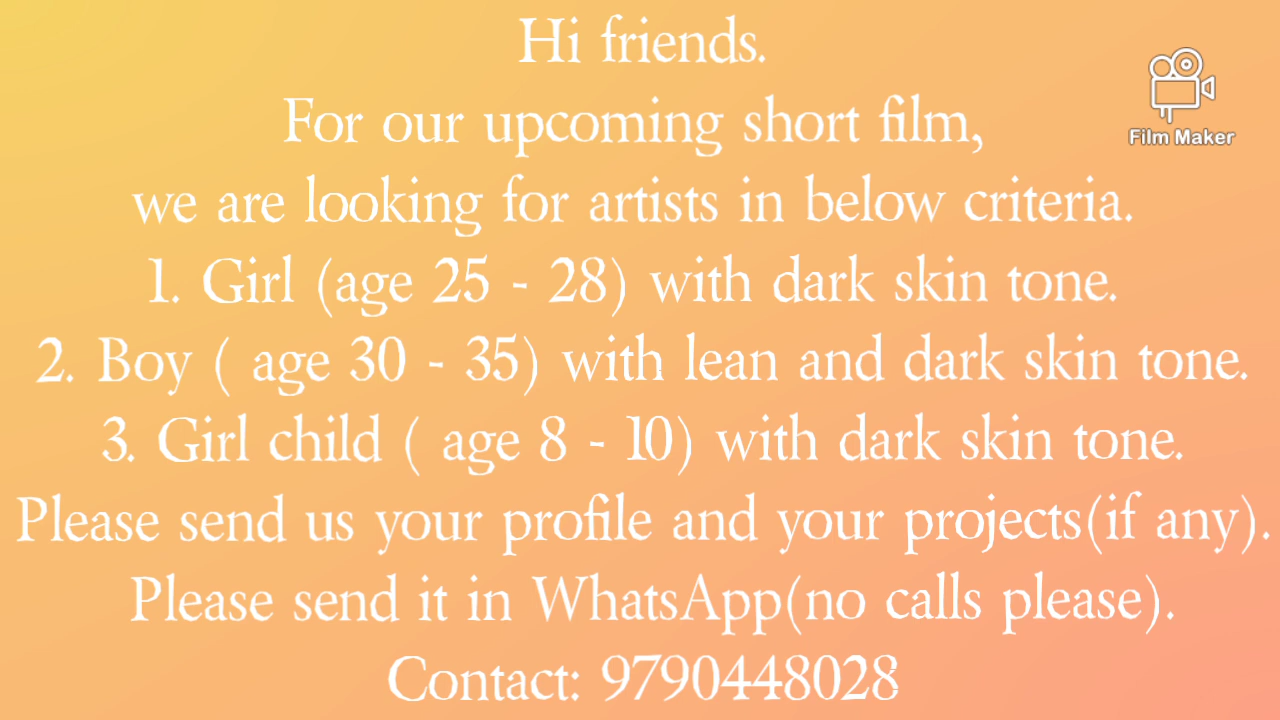 Hi friends.
For our upcoming short film,
we are looking for artists in below criteria.
1. Girl (age 25 - 28) with dark skin tone.
2. Boy ( age 30 - 35) with lean and dark skin tone.
3. Girl child ( age 8 - 10) with dark skin tone.
Please send us your profile and your projects(if any).
Please send it in WhatsApp(no calls please).
Contact: 9790448028
Film Maker